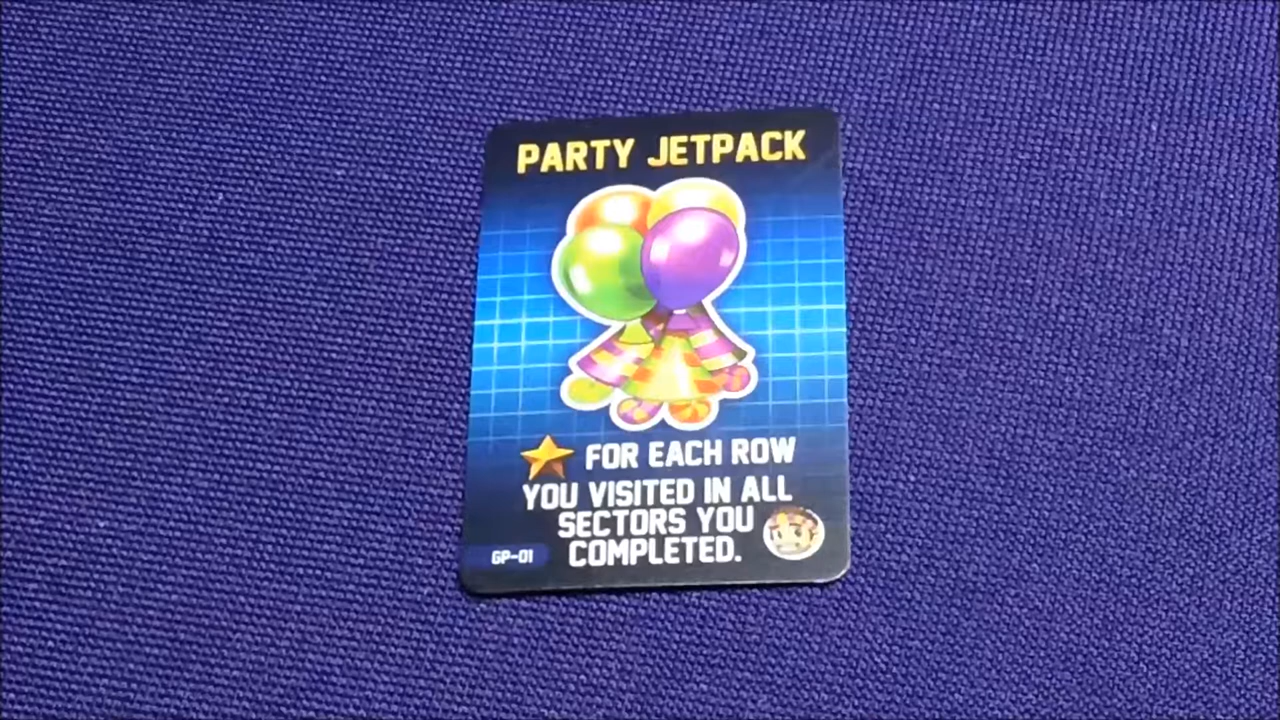 PARTY JETPACK
FOR EACH ROW
YOU VISITED IN ALL
SECTORS YOU
COMPLETED.
GP-01